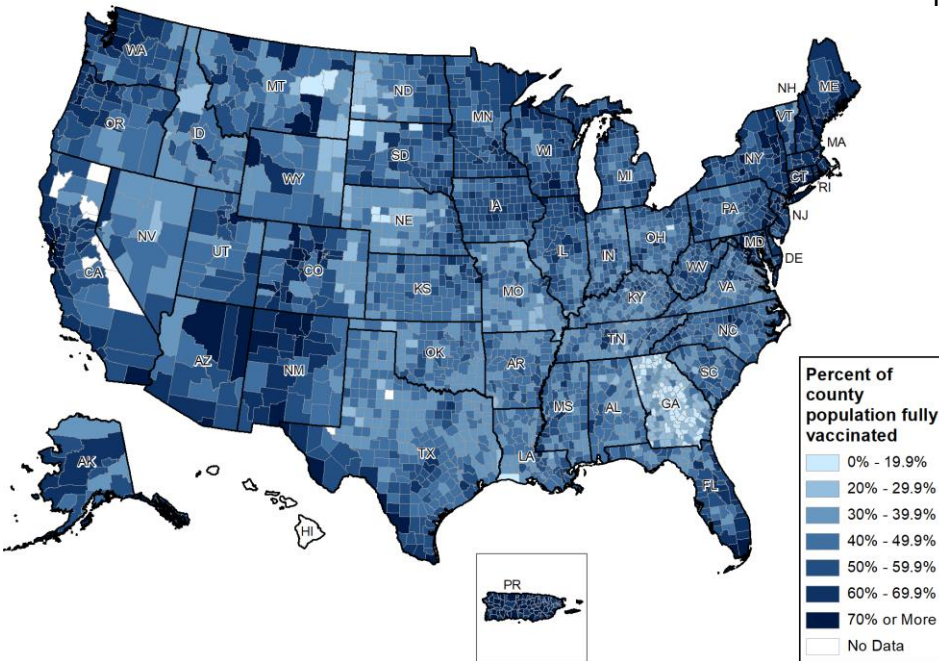 WA
MT
ND
MN
NH
ME
VT
OR
ID
SD
WI
MI
NY
MA
CT
RI
WY
IA
PA
NJ
NE
NV
UT
CO
IL
IN
OH
MD
DE
WV
CA
KS
MO
KY
VA
AZ
NM
OK
AR
TN
NC
SC
MS
AL
GA
TX
LA
FL
AK
HI
PR
Percent of
county
population fully
vaccinated
0% - 19.9%
20% - 29.9%
30% - 39.9%
40% - 49.9%
50% - 59.9%
60% - 69.9%
70% or More
No Data